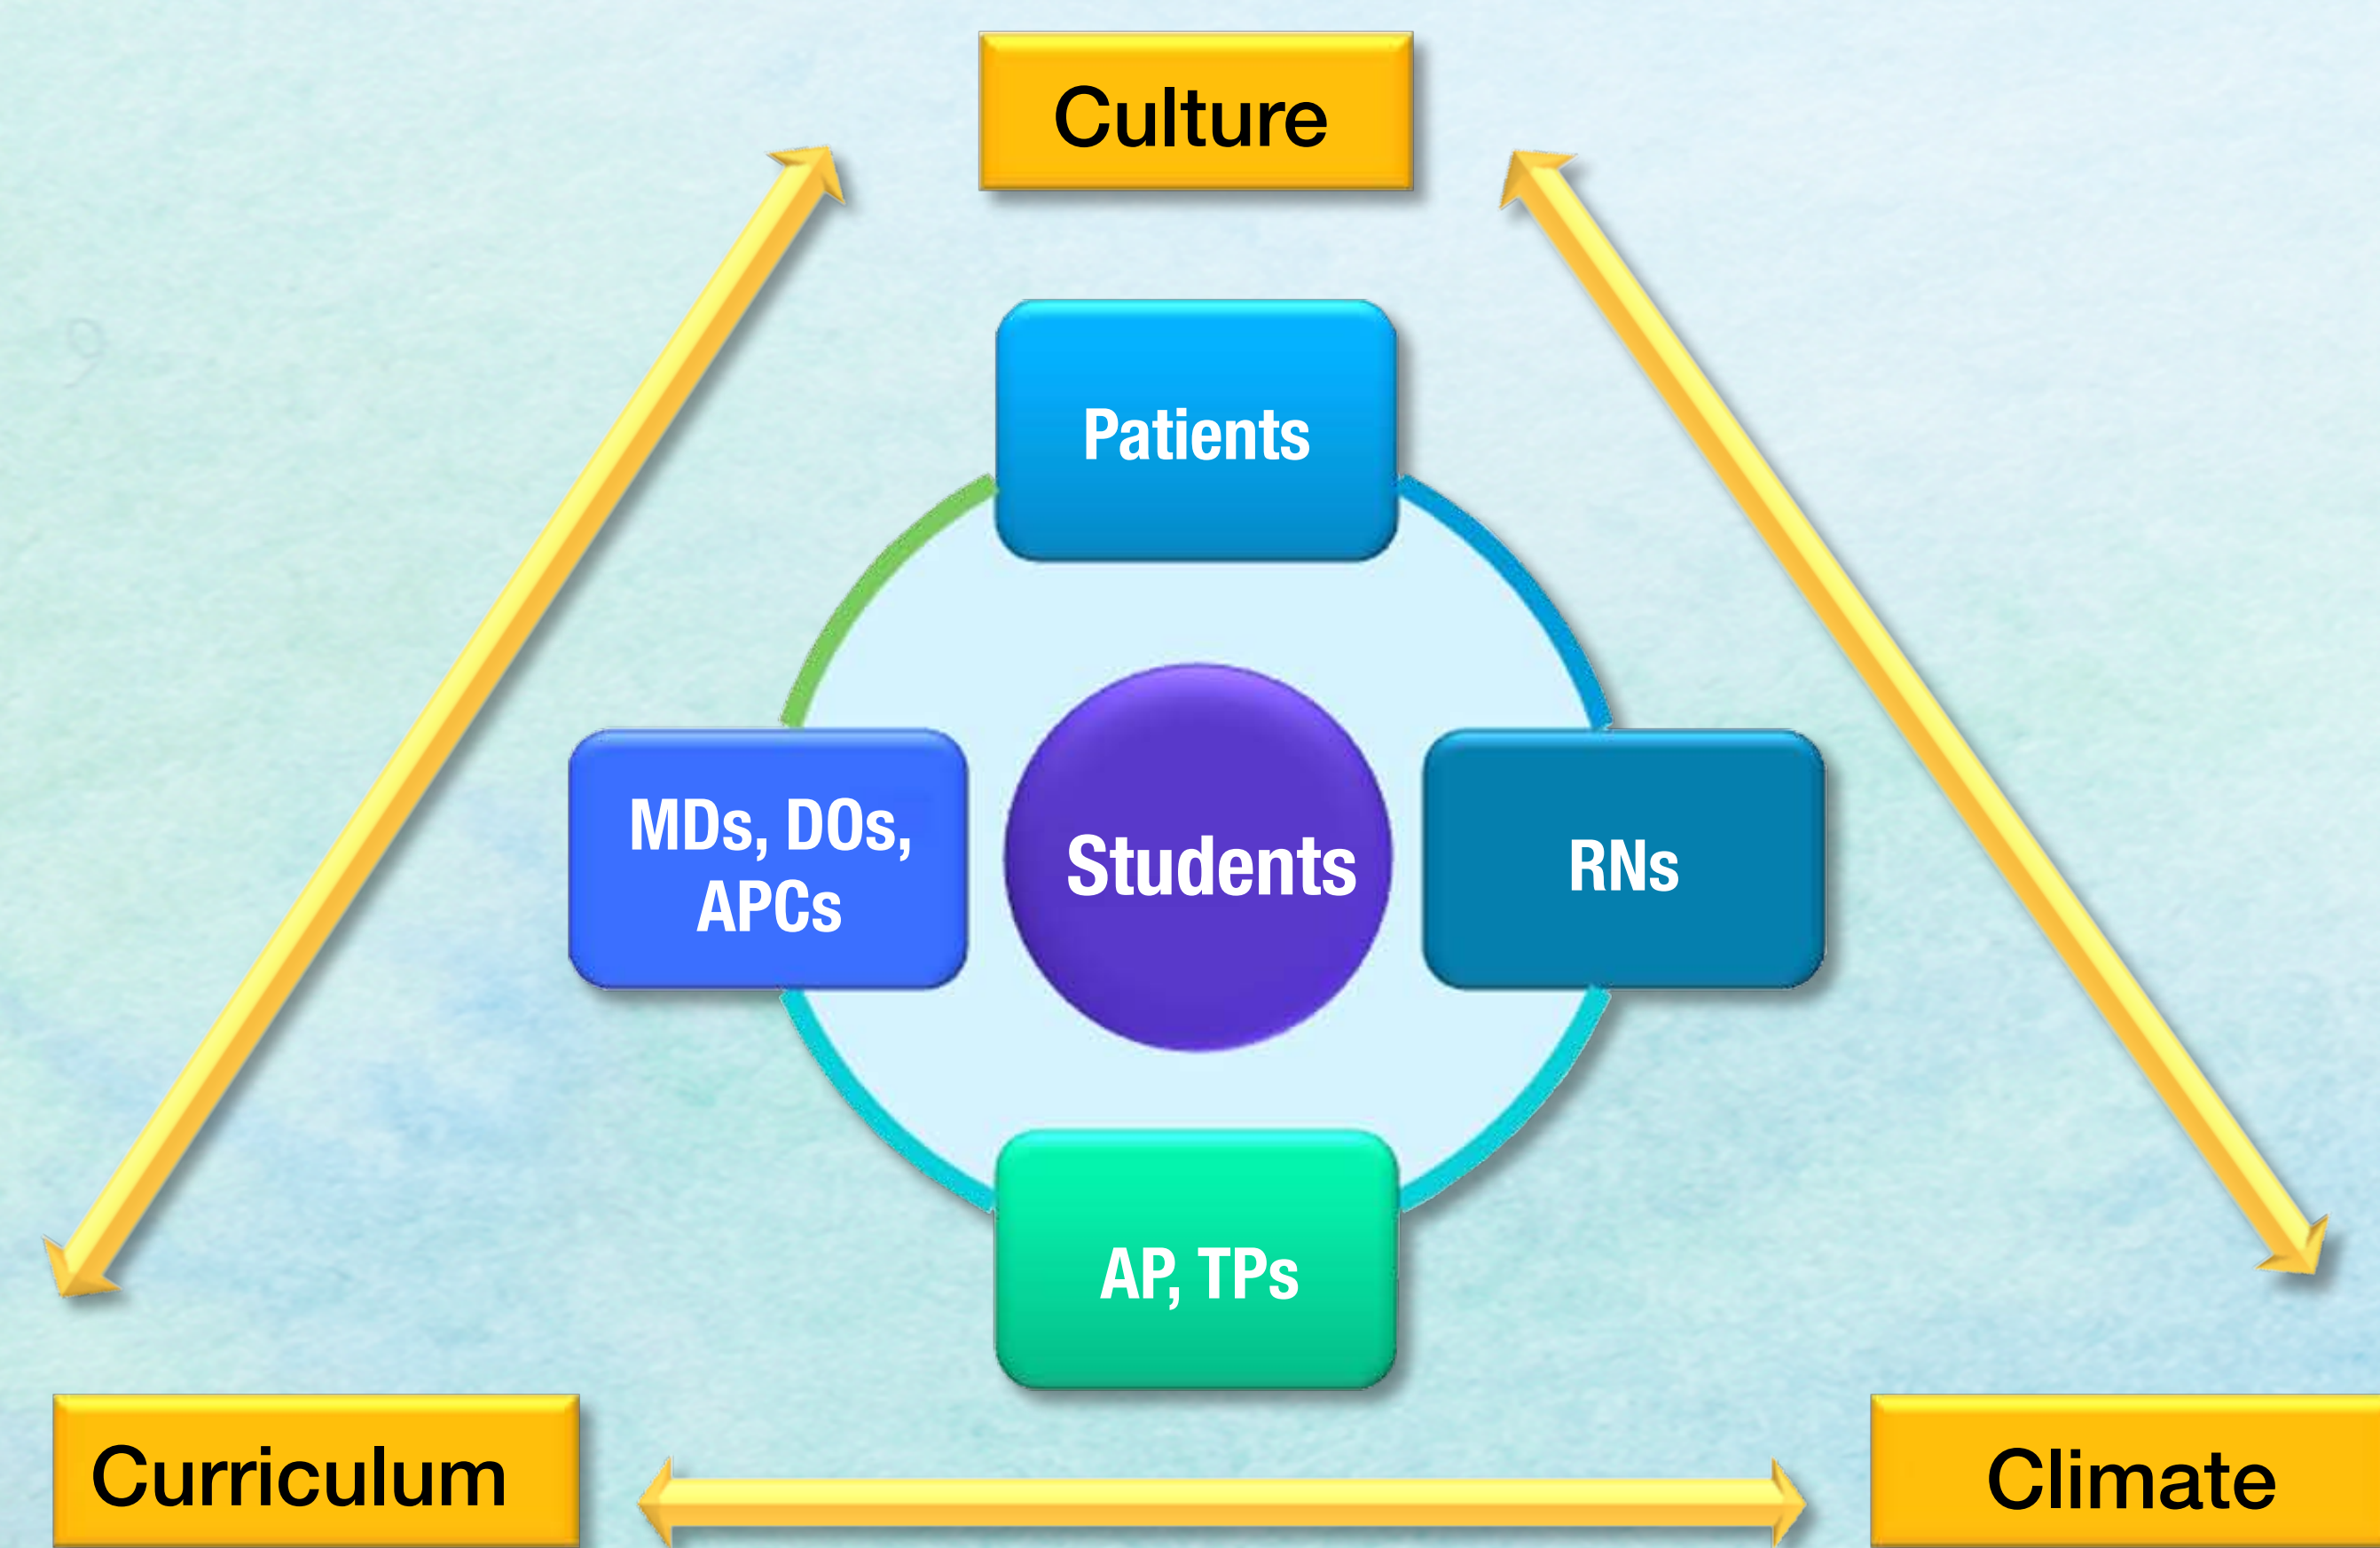 Culture
Patients
MDs, DOs,
APCs
Students
RNs
AP, TPs
Curriculum
Climate